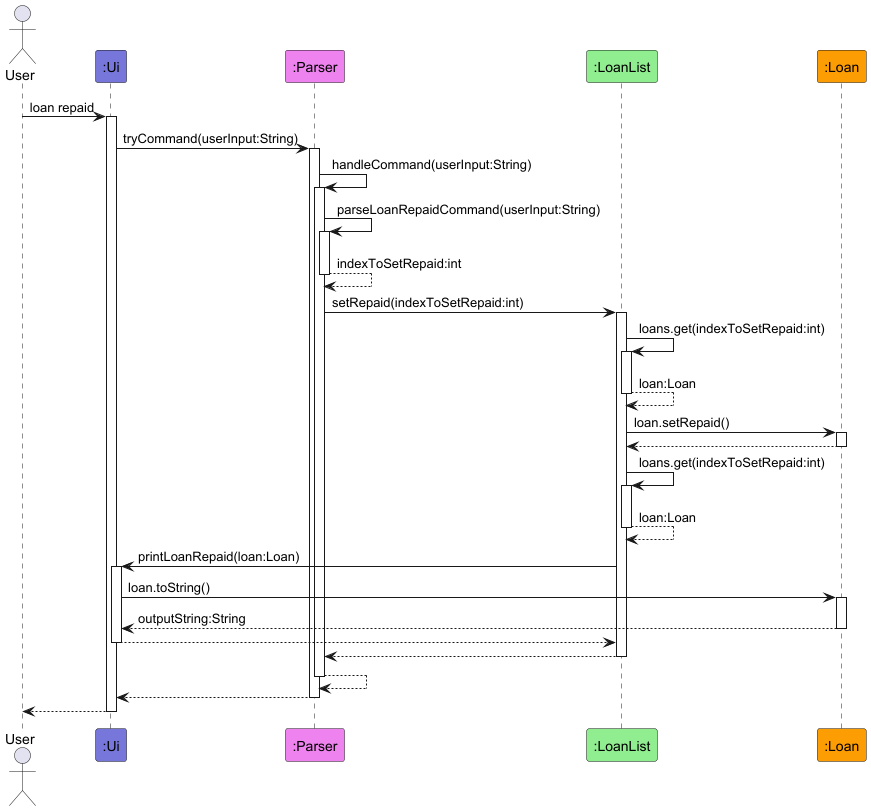 User
:Ui
:Parser
:LoanList
:Loan
loan repaid
tryCommand(userInput:String)
handleCommand(userInput:String)
parseLoanRepaidCommand(userInput:String)
indexToSetRepaid:int
setRepaid(indexToSetRepaid:int)
loans.get(indexToSetRepaid:int)
loan:Loan
loan.setRepaid()
loans.get(indexToSetRepaid:int)
loan:Loan
printLoanRepaid(loan:Loan)
loan.toString()
outputString:String
User
:Ui
:Parser
:LoanList
:Loan